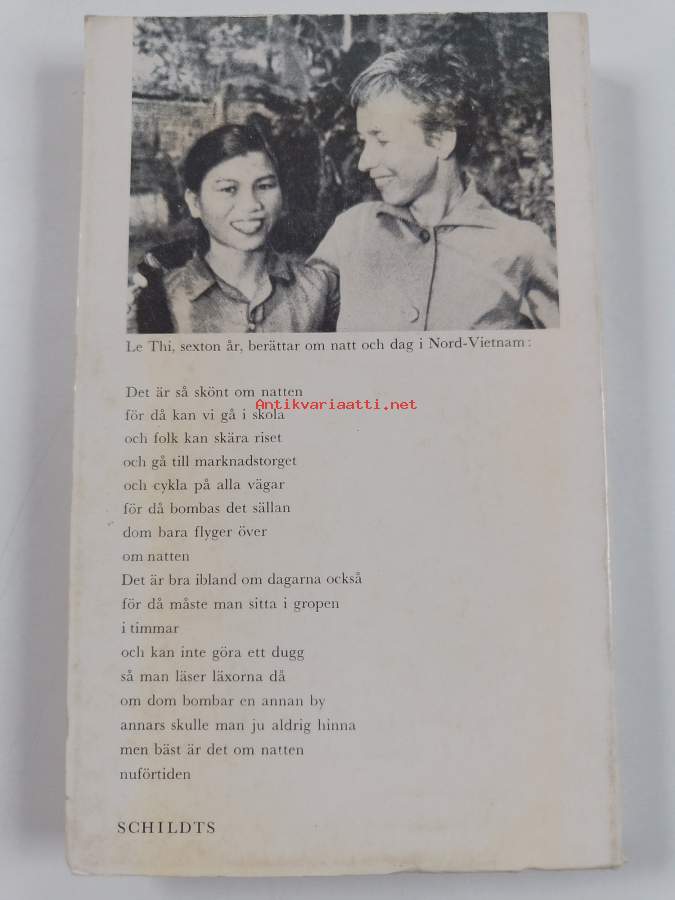 Le Thi, sexton år, berättar om natt och dag i Nord-Vietnam:
Det är så skönt om natten
Antikvariaatti.net
för då kan vi gå i skola
och folk kan skära riset
och gå till marknadstorget
och cykla på alla vägar
för då bombas det sällan
dom bara flyger över
om natten
Det är bra ibland om dagarna också
för då måste man sitta i gropen
i timmar
och kan inte göra ett dugg
så man läser läxorna då
om dom bombar en annan by
annars skulle man ju aldrig hinna
men bäst är det om natten
nuförtiden
SCHILDTS